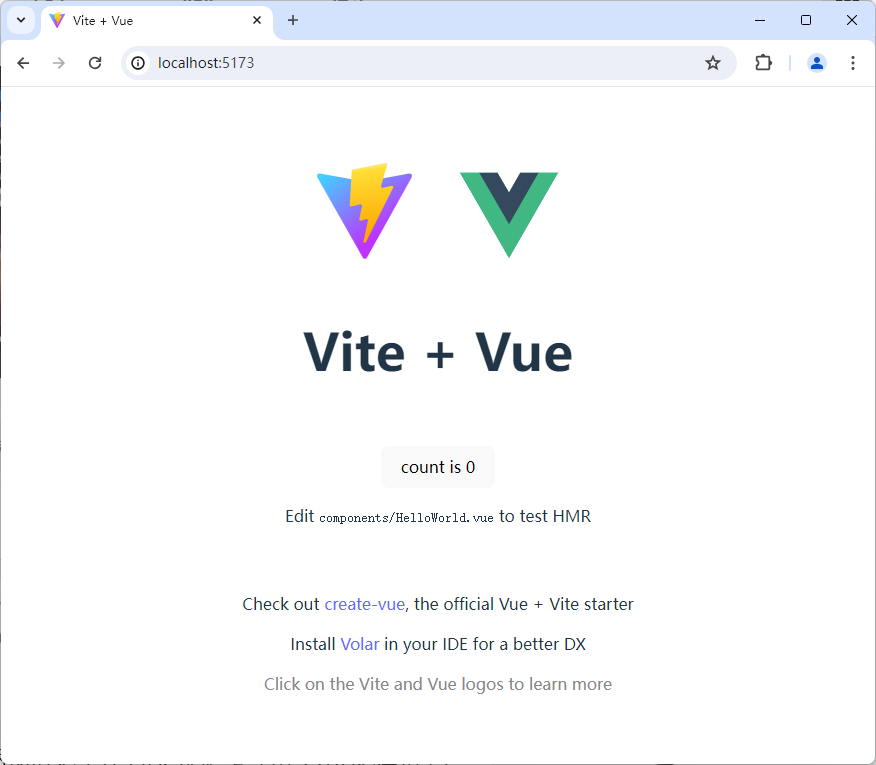 Vite + Vue
localhost:5173
Vite + Vue
count is 0
Edit components/HelloWorld.vue to test HMR
Check out create-vue, the official Vue + Vite starter
Install Volar in your IDE for a better DX
Click on the Vite and Vue logos to learn more